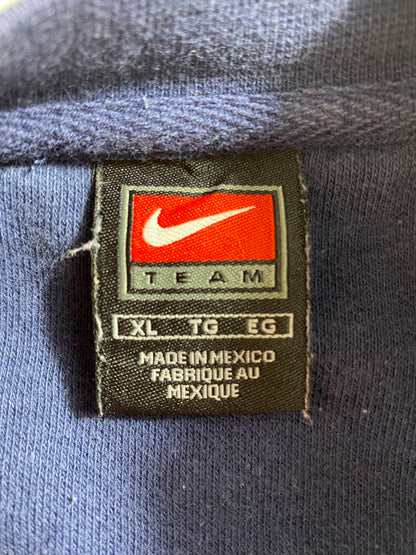 TEAM
XL TG EG
MADE IN MEXICO
FABRIQUE AU
MEXIQUE